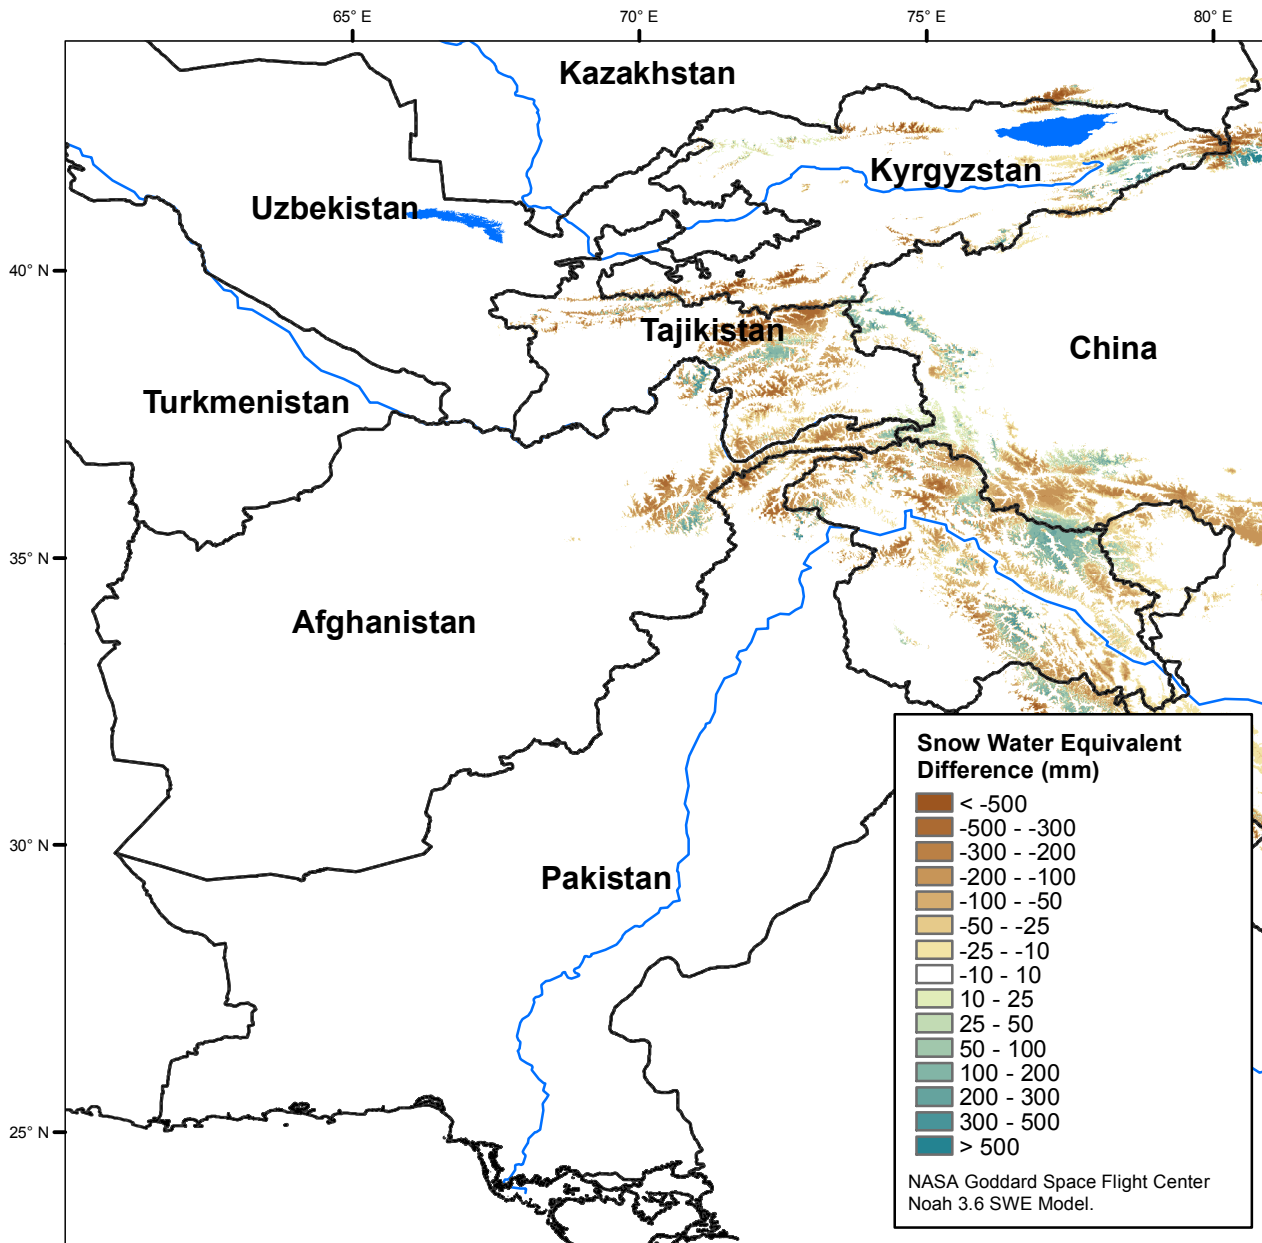 65° E
70° E
75° E
80° E
Kazakhstan
Kyrgyzstan
Uzbekistan
40° N
Tajikistan
China
Turkmenistan
35° N
Afghanistan
30° N
Pakistan
25° N
Snow Water Equivalent
Difference (mm)
< -500
-500 - -300
-300 - -200
-200 - -100
-100 - -50
-50 - -25
-25 - -10
-10 - 10
10 - 25
25 - 50
50 - 100
100 - 200
200 - 300
300 - 500
> 500
NASA Goddard Space Flight Center
Noah 3.6 SWE Model.